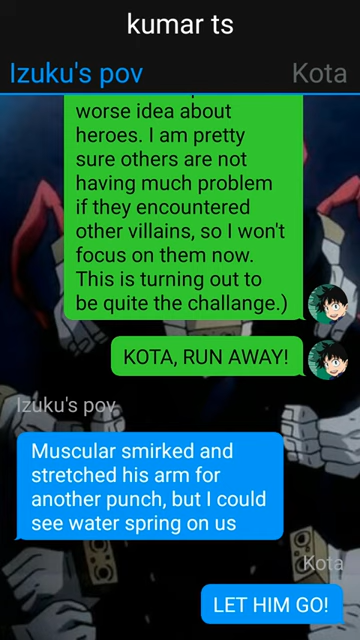 kumar ts
Izuku's pov
Kota
worse idea about
heroes. I am pretty
sure others are not
having much problem
if they encountered
other villains, so I won't
focus on them now.
This is turning out to
be quite the challange.)
KOTA, RUN AWAY!
Izuku's pov
Muscular smirked and
stretched his arm for
another punch, but I could
see water spring on us
Kota
LET HIM GO!